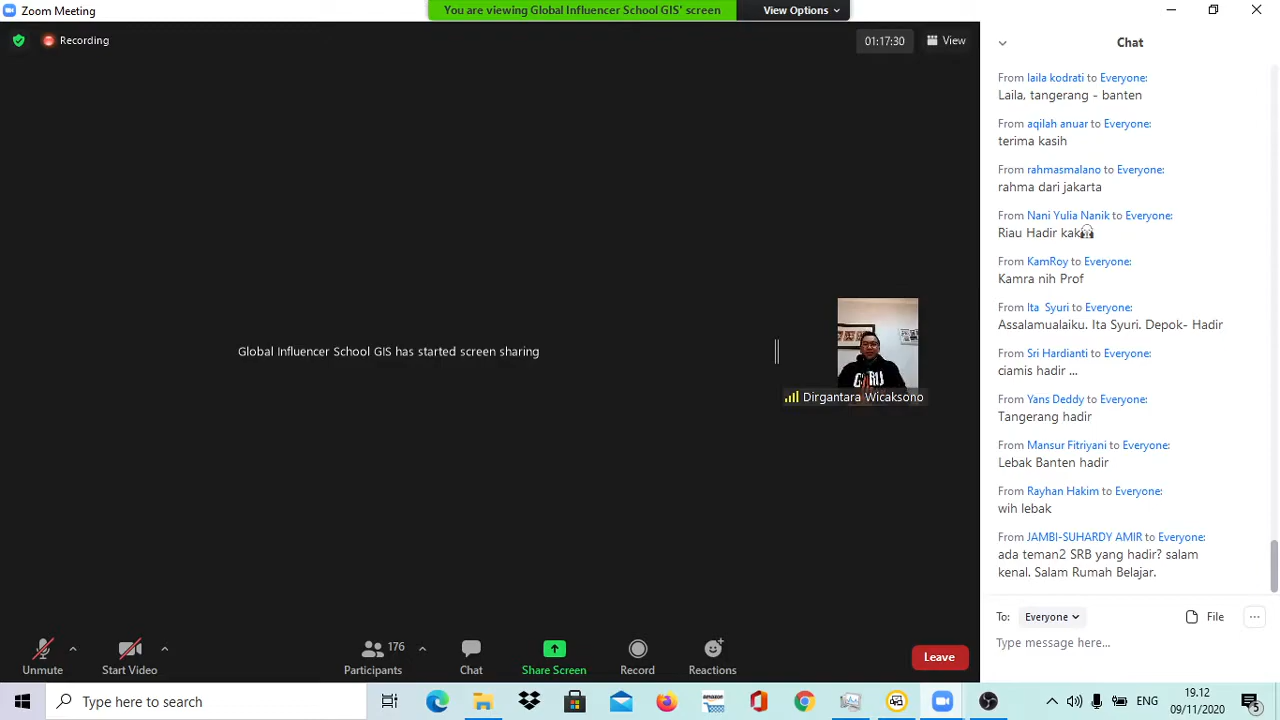 Zoom Meeting
You are viewing Global Influencer School GIS' screen
View Options
Recording
01:17:30
View
Global Influencer School GIS has started screen sharing
Dirgantara Wicaksono
Chat
From laila kodrati to Everyone:
Laila, tangerang - banten
From aqilah anuar to Everyone:
terima kasih
From rahmasmalano to Everyone:
rahma dari jakarta
From Nani Yulia Nanik to Everyone:
Riau Hadir kak
From KamRoy to Everyone:
Kamra nih Prof
From Ita Syuri to Everyone:
Assalamualaiku. Ita Syuri. Depok- Hadir
From Sri Hardianti to Everyone:
ciamis hadir ...
From Yans Deddy to Everyone:
Tangerang hadir
From Mansur Fitriyani to Everyone:
Lebak Banten hadir
From Rayhan Hakim to Everyone:
wih lebak
From JAMBI-SUHARDY AMIR to Everyone:
ada teman2 SRB yang hadir? salam
kenal. Salam Rumah Belajar.
To: Everyone
File
Type message here...
Unmute
Start Video
176
Participants
Chat
Share Screen
Record
Reactions
Leave
Type here to search
amazon
ENG
19.12
09/11/2020
5